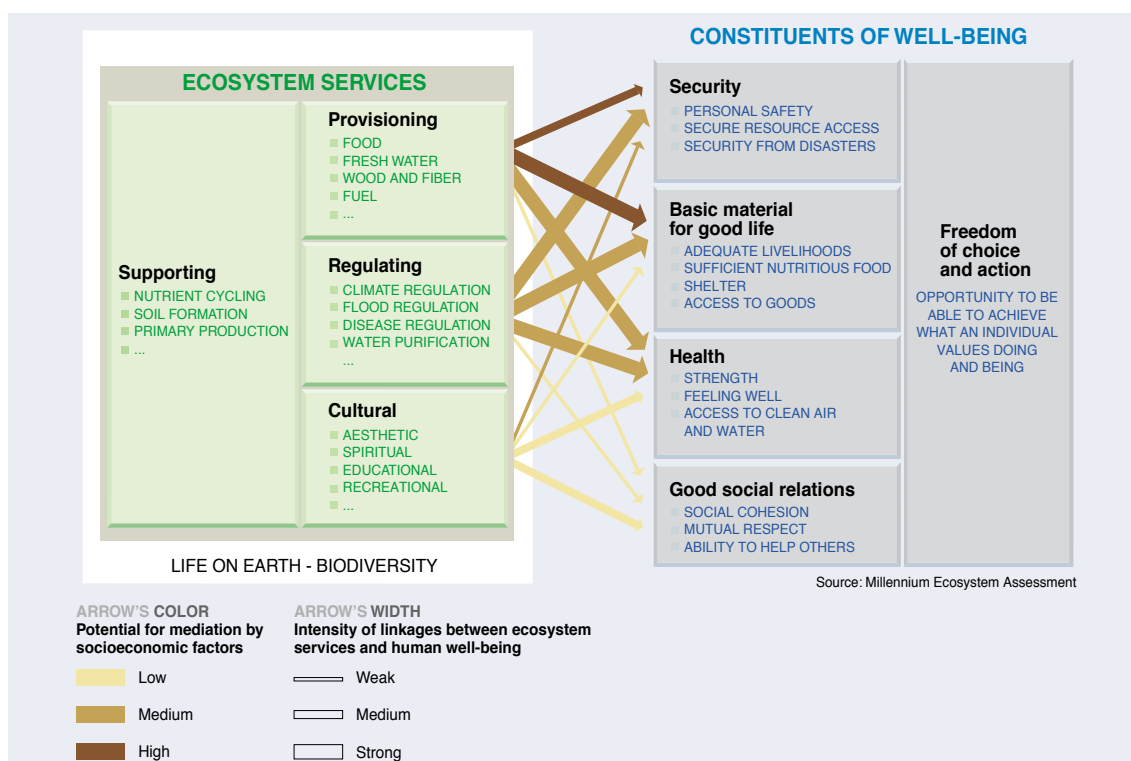 CONSTITUENTS OF WELL-BEING
ECOSYSTEM SERVICES
Supporting
NUTRIENT CYCLING
SOIL FORMATION
PRIMARY PRODUCTION
...
Provisioning
FOOD
FRESH WATER
WOOD AND FIBER
FUEL
...
Regulating
CLIMATE REGULATION
FLOOD REGULATION
DISEASE REGULATION
WATER PURIFICATION
...
Cultural
AESTHETIC
SPIRITUAL
EDUCATIONAL
RECREATIONAL
...
LIFE ON EARTH - BIODIVERSITY
Security
PERSONAL SAFETY
SECURE RESOURCE ACCESS
SECURITY FROM DISASTERS
Basic material
for good life
ADEQUATE LIVELIHOODS
SUFFICIENT NUTRITIOUS FOOD
SHELTER
ACCESS TO GOODS
Health
STRENGTH
FEELING WELL
ACCESS TO CLEAN AIR
AND WATER
Good social relations
SOCIAL COHESION
MUTUAL RESPECT
ABILITY TO HELP OTHERS
Freedom
of choice
and action
OPPORTUNITY TO BE
ABLE TO ACHIEVE
WHAT AN INDIVIDUAL
VALUES DOING
AND BEING
Source: Millennium Ecosystem Assessment
ARROW'S COLOR
Potential for mediation by
socioeconomic factors
Low
Medium
High
ARROW'S WIDTH
Intensity of linkages between ecosystem
services and human well-being
Weak
Medium
Strong